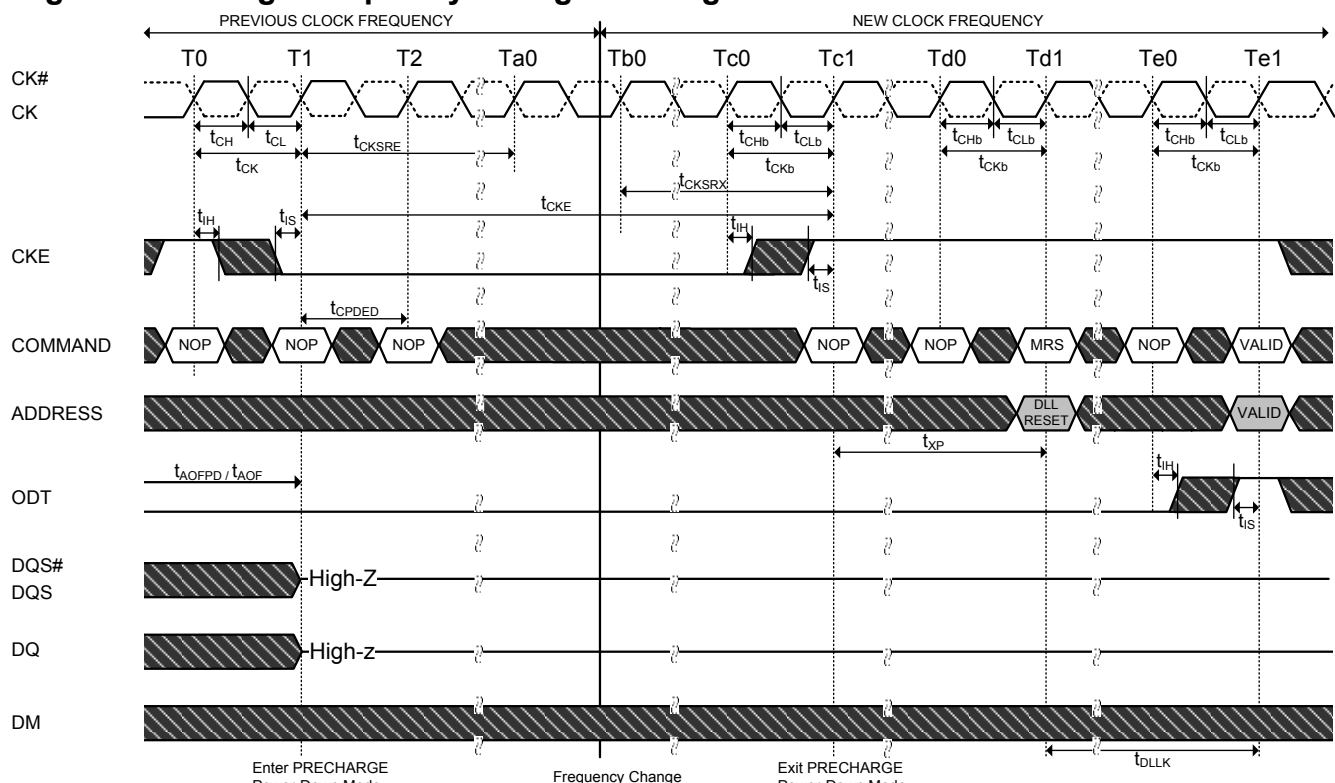 PREVIOUS CLOCK FREQUENCY NEW CLOCK FREQUENCY
T0 T1 T2 Ta0 Tb0 Tc0 Tc1 Td0 Td1 Te0 Te1
CK#
CK
tCH tCL tCHb tCLb tCHb tCLb tCHb tCLb
tCK tCKSRE tCKb tCKb tCKb
tCKSRX
tCKE
tIH tIS tIH
CKE
tIS
tCPDED
COMMAND NOP NOP NOP NOP NOP MRS NOP VALID
ADDRESS DLL RESET VALID
tXP
tAOFPD / tAOF tIH
ODT
tIS
DQS#
DQS
High-Z
DQ High-z
DM
tDLLK
Enter PRECHARGE Frequency Change Exit PRECHARGE